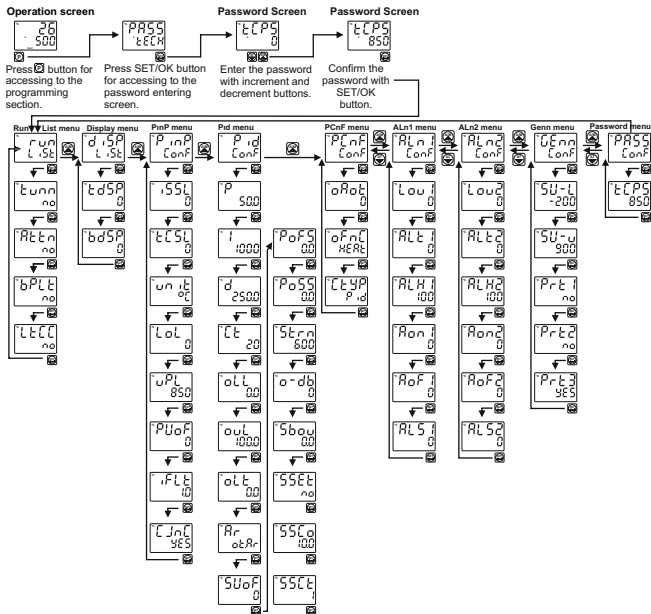 Operation screen
26
500
PASS
tECH
Password Screen
tCPS
0
Password Screen
tCPS
850
Press button for
accessing to the
programming
section.
Press SET/OK button
for accessing to the
password entering
screen.
Enter the password
with increment and
decrement buttons.
Confirm the
password with
SET/OK
button.
Run List menu
Display menu
PınP menu
Pıd menu
PCnF menu
ALn1 menu
ALn2 menu
Genn menu
Password menu
run
LiSt
tunn
no
Attn
no
bPLt
no
LtCC
no
diSP
LiSt
tdSP
0
bdSP
0
PinP
ConF
iSSL
0
tCSL
0
unit
°C
LoL
0
uPL
850
PUoF
0
iFLt
1.0
CJnC
YES
Pid
ConF
P
50.0
I
1000
d
250.0
Ct
20
oLL
0.0
ouL
100.0
oLt
0.0
Ar
otAr
SUoF
0
PoFS
0.0
PoSS
0.0
Strn
600
o-db
0
Sbou
0.0
SSEt
no
SSCo
10.0
SSCt
1
PCnF
ConF
oAot
0
oFnC
HEAt
CtYP
Pid
ALn1
ConF
Lou1
0
ALt1
0
ALH1
100
Aon1
0
AoF1
0
ALS1
0
ALn2
ConF
Lou2
0
ALt2
0
ALH2
100
Aon2
0
AoF2
0
ALS2
0
GEnn
ConF
SU-L
-200
SU-u
900
Prt1
no
Prt2
no
Prt3
YES
PASS
ConF
tCPS
850